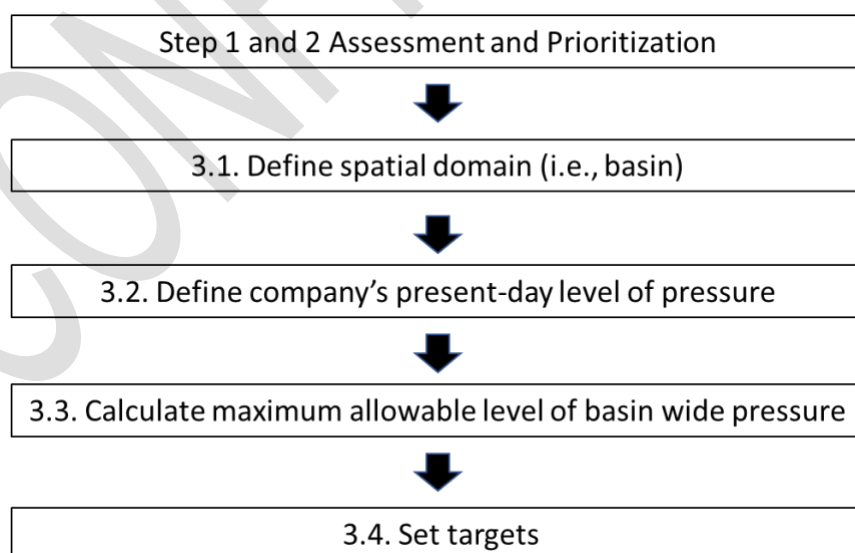 Step 1 and 2 Assessment and Prioritization
3.1. Define spatial domain (i.e., basin)
3.2. Define company's present-day level of pressure
3.3. Calculate maximum allowable level of basin wide pressure
3.4. Set targets
CONF